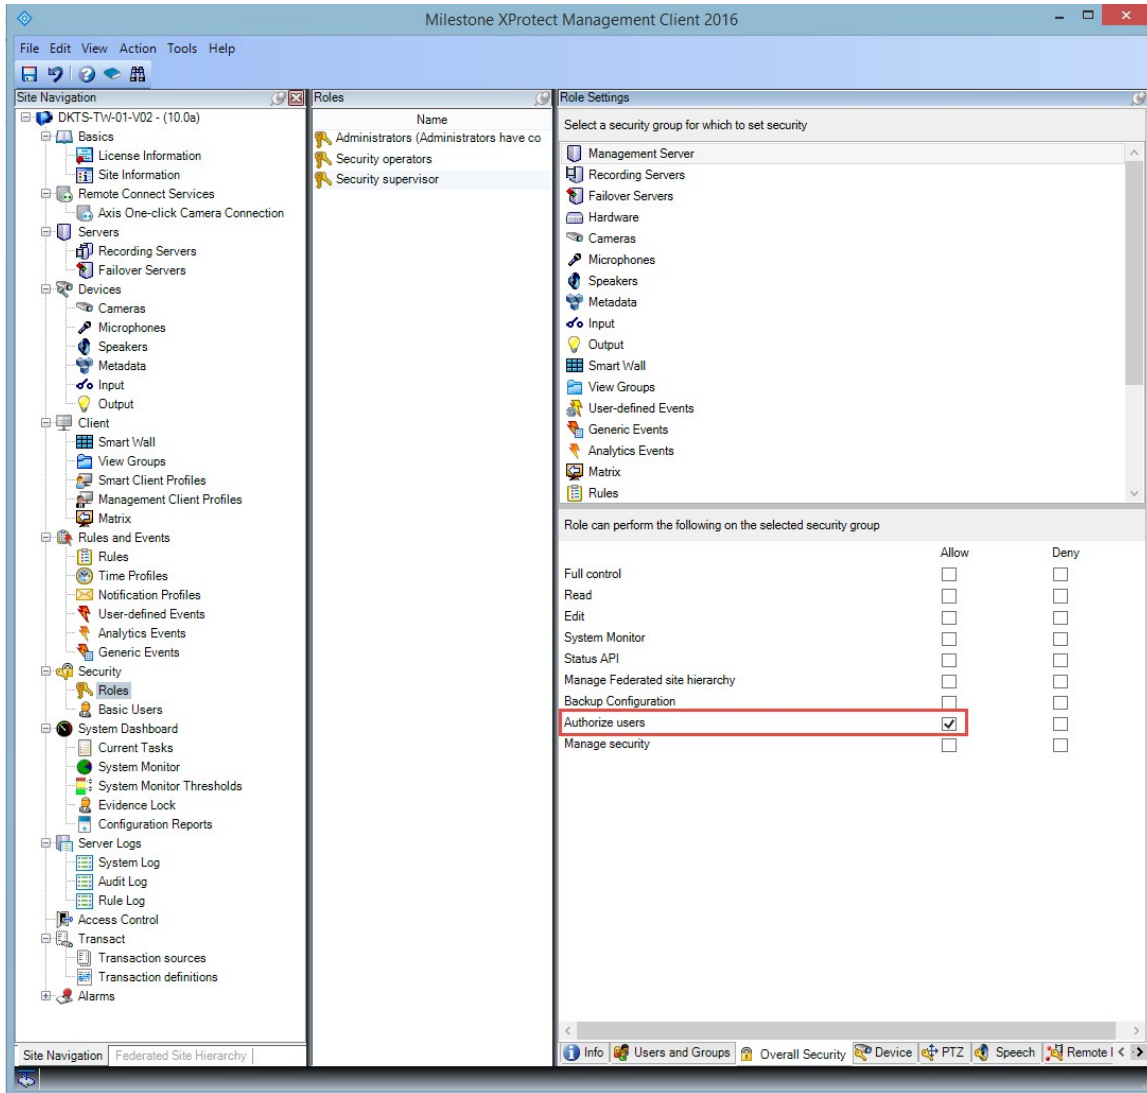 Milestone XProtect Management Client 2016
File Edit View Action Tools Help
Site Navigation
DKTS-TW-01-V02 - (10.0a)
Basics
License Information
Site Information
Remote Connect Services
Axis One-click Camera Connection
Servers
Recording Servers
Failover Servers
Devices
Cameras
Microphones
Speakers
Metadata
Input
Output
Client
Smart Wall
View Groups
Smart Client Profiles
Management Client Profiles
Matrix
Rules and Events
Rules
Time Profiles
Notification Profiles
User-defined Events
Analytics Events
Generic Events
Security
Roles
Basic Users
System Dashboard
Current Tasks
System Monitor
System Monitor Thresholds
Evidence Lock
Configuration Reports
Server Logs
System Log
Audit Log
Rule Log
Access Control
Transact
Transaction sources
Transaction definitions
Alarms
Site Navigation Federated Site Hierarchy
Roles
Name
Administrators (Administrators have co
Security operators
Security supervisor
Role Settings
Select a security group for which to set security
Management Server
Recording Servers
Failover Servers
Hardware
Cameras
Microphones
Speakers
Metadata
Input
Output
Smart Wall
View Groups
User-defined Events
Generic Events
Analytics Events
Matrix
Rules
Role can perform the following on the selected security group
Allow Deny
Full control
Read
Edit
System Monitor
Status API
Manage Federated site hierarchy
Backup Configuration
Authorize users
Manage security
Info Users and Groups Overall Security Device PTZ Speech Remote